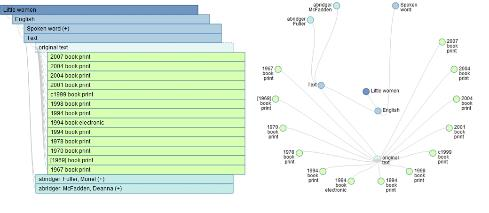 Little women
English
Spoken word (+)
Text
original text
2007 book print
2004 book print
2004 book print
2001 book print
c1999 book print
1998 book print
1994 book print
1994 book electronic
1994 book print
1978 book print
1970 book print
[1969] book print
1967 book print
abridger Fuller, Muriel (+)
abridger McFadden, Deanna (+)
abridger
McFadden
abridger
Fuller
Spoken
word
2007
book
print
1967
book
print
2004
book
print
Text
Little women
[1969]
book
print
2004
book
print
English
1970
book
print
2001
book
print
1978
book
print
original
text
c1999
book
print
1994
book
print
1994
book
electronic
1994
book
print
1998
book
print